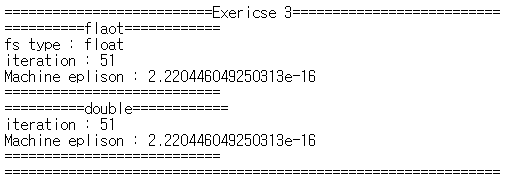 ==========================Exericse 3==========================
==========flaot============
fs type : float
iteration : 51
Machine eplison : 2.220446049250313e-16
===========================
==========double============
iteration : 51
Machine eplison : 2.220446049250313e-16
===========================
==============================================================